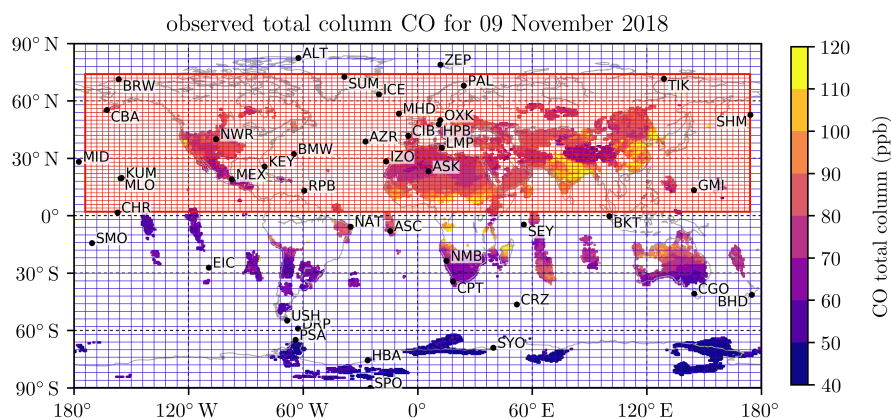 observed total column CO for 09 November 2018
90° N
60° N
30° N
0°
30° S
60° S
90° S
ALT
ZEP
BRW
SUM
ICE
PAL
TIK
CBA
MHD
OXK
SHM
NWR
AZR
CIB
HPB
LMP
MID
BMW
KEY
IZO
ASK
KUM
MLO
MEX
RPB
GMI
CHR
NAT
ASC
SEY
BKT
SMO
EIC
NMB
CPT
CRZ
CGO
BHD
USH
DRP
PSA
SYO
HBA
SPO
180°
120° W
60° W
0°
60° E
120° E
180°
120
110
100
90
80
70
60
50
40
CO total column (ppb)